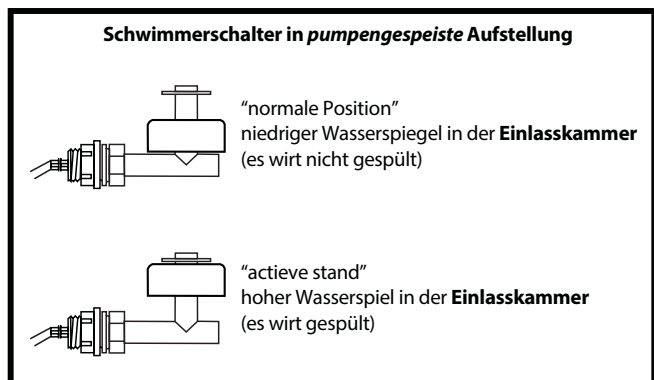 Schwimmerschalter in pumpengespeiste Aufstellung
“normale Position”
niedriger Wasserspiegel in der Einlasskammer
(es wirt nicht gespült)
“actieve stand”
hoher Wasserspiel in der Einlasskammer
(es wirt gespült)